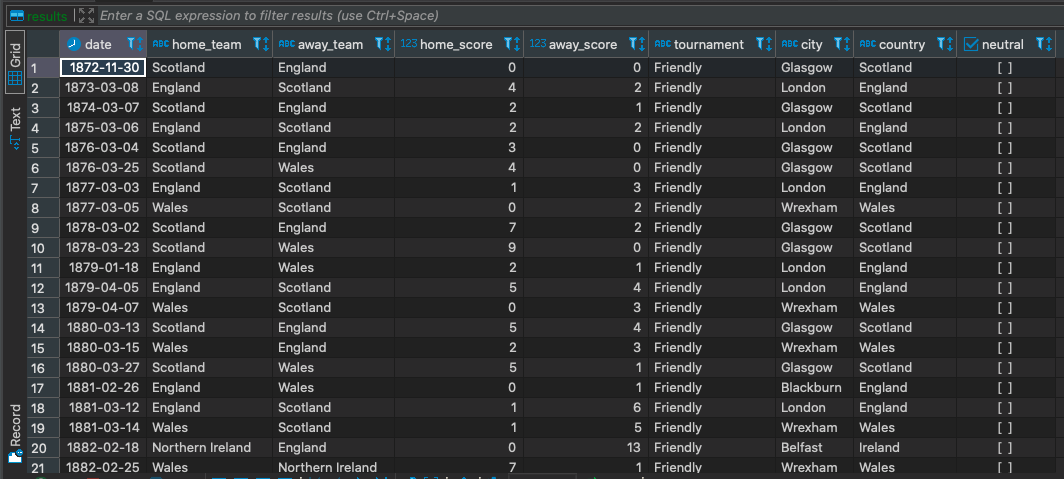 results Enter a SQL expression to filter results (use Ctrl+Space)
Grid
Text
Record
date ABC home_team ABC away_team 123 home_score 123 away_score ABC tournament ABC city ABC country neutral
1 1872-11-30 Scotland England 0 0 Friendly Glasgow Scotland [ ]
2 1873-03-08 England Scotland 4 2 Friendly London England [ ]
3 1874-03-07 Scotland England 2 1 Friendly Glasgow Scotland [ ]
4 1875-03-06 England Scotland 2 2 Friendly London England [ ]
5 1876-03-04 Scotland England 3 0 Friendly Glasgow Scotland [ ]
6 1876-03-25 Scotland Wales 4 0 Friendly Glasgow Scotland [ ]
7 1877-03-03 England Scotland 1 3 Friendly London England [ ]
8 1877-03-05 Wales Scotland 0 2 Friendly Wrexham Wales [ ]
9 1878-03-02 Scotland England 7 2 Friendly Glasgow Scotland [ ]
10 1878-03-23 Scotland Wales 9 0 Friendly Glasgow Scotland [ ]
11 1879-01-18 England Wales 2 1 Friendly London England [ ]
12 1879-04-05 England Scotland 5 4 Friendly London England [ ]
13 1879-04-07 Wales Scotland 0 3 Friendly Wrexham Wales [ ]
14 1880-03-13 Scotland England 5 4 Friendly Glasgow Scotland [ ]
15 1880-03-15 Wales England 2 3 Friendly Wrexham Wales [ ]
16 1880-03-27 Scotland Wales 5 1 Friendly Glasgow Scotland [ ]
17 1881-02-26 England Wales 0 1 Friendly Blackburn England [ ]
18 1881-03-12 England Scotland 1 6 Friendly London England [ ]
19 1881-03-14 Wales Scotland 1 5 Friendly Wrexham Wales [ ]
20 1882-02-18 Northern Ireland England 0 13 Friendly Belfast Ireland [ ]
21 1882-02-25 Wales Northern Ireland 7 1 Friendly Wrexham Wales [ ]